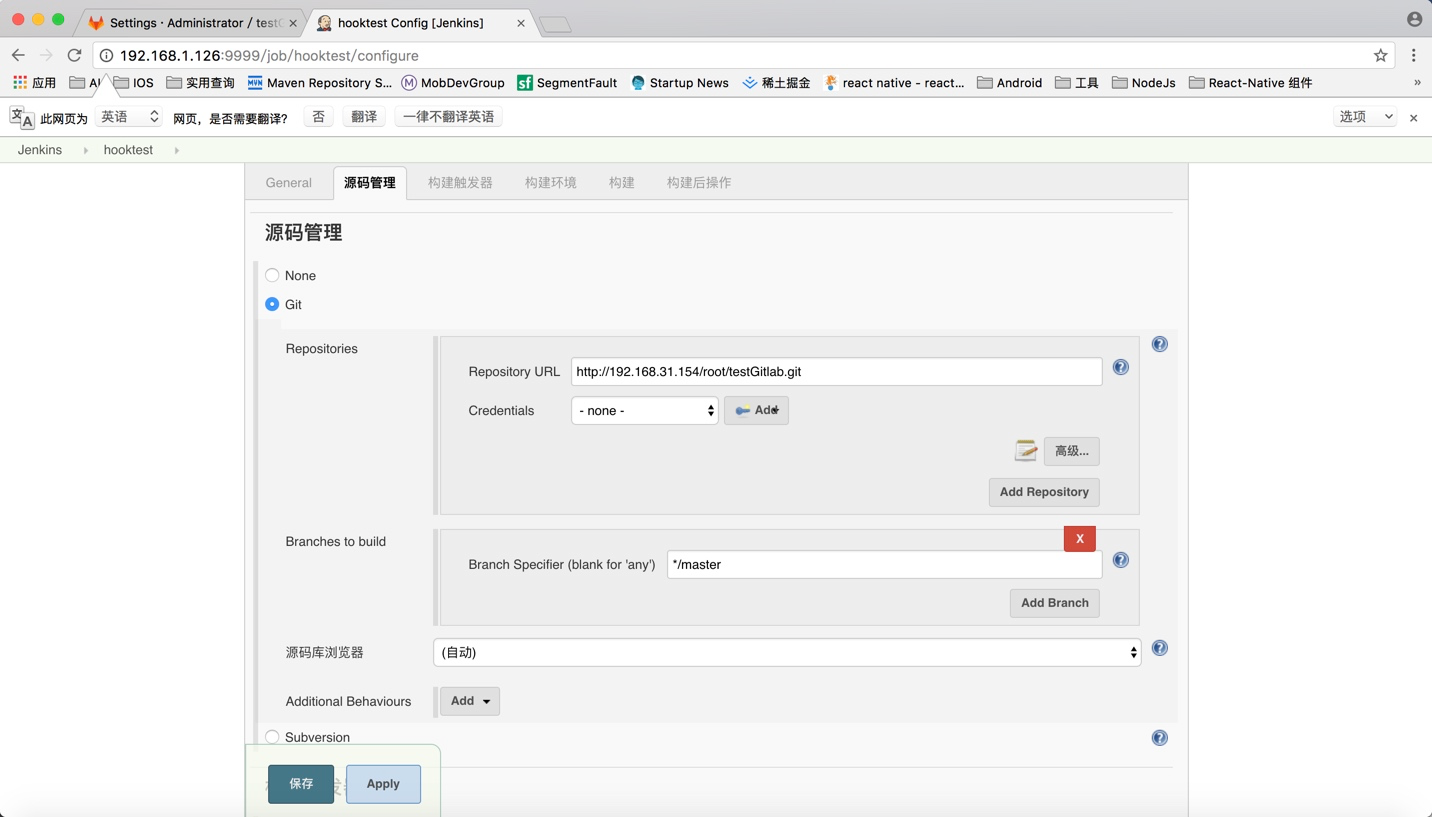 Settings · Administrator / test
hooktest Config [Jenkins]
192.168.1.126:9999/job/hooktest/configure
应用 IOS 实用查询 Maven Repository S... MobDevGroup SegmentFault Startup News 稀土掘金 react native - react... Android 工具 NodeJs React-Native 组件 »
此网页为 英语 网页，是否需要翻译? 否 翻译 一律不翻译英语 选项
Jenkins hooktest
General 源码管理 构建触发器 构建环境 构建 构建后操作
源码管理
None
Git
Repositories
Repository URL http://192.168.31.154/root/testGitlab.git
Credentials - none - Add
高级...
Add Repository
Branches to build
X
Branch Specifier (blank for 'any') */master
Add Branch
源码库浏览器 (自动)
Additional Behaviours Add
Subversion
保存 Apply